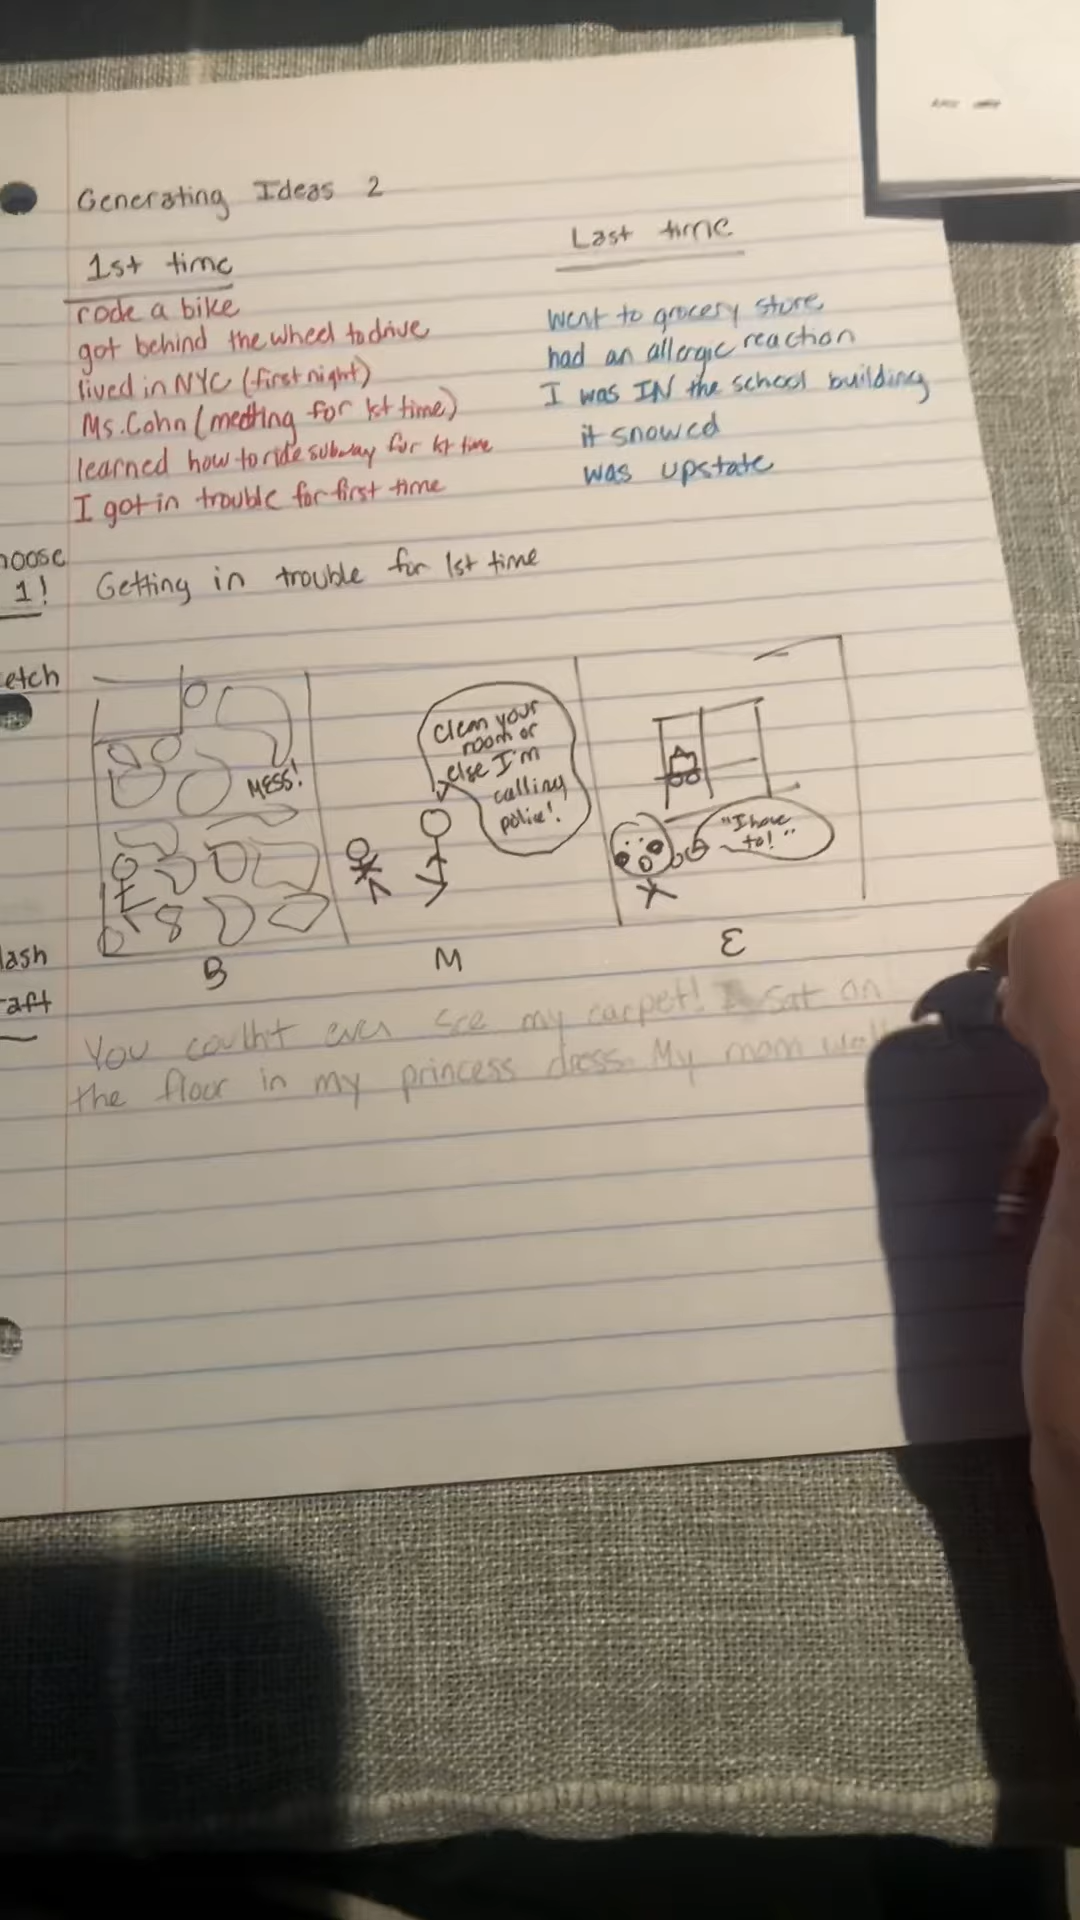 Generating Ideas 2
1st time
rode a bike
got behind the wheel to drive
lived in NYC (first night)
Ms. Cohn (meeting for 1st time)
learned how to ride subway for 1st time
I got in trouble for first time
Last time
went to grocery store
had an allergic reaction
I was IN the school building
it snowed
was upstate
hoose
1!
Getting in trouble for 1st time
etch
MESS!
clean your
room or
else I'm
calling
police!
"I have
to!"
B
M
E
lash
raft
You couldn't even see my carpet! I sat on
the floor in my princess dress. My mom